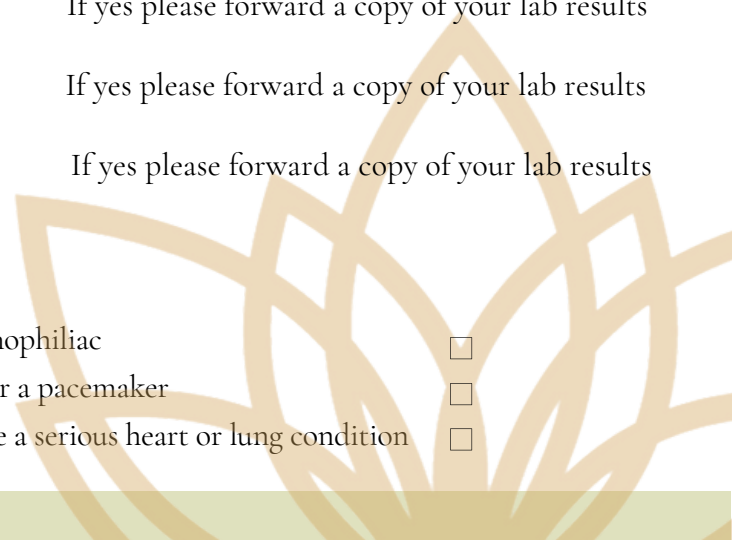 If yes please forward a copy of your lab results
If yes please forward a copy of your lab results
If yes please forward a copy of your lab results
ophiliac
a pacemaker
a serious heart or lung condition